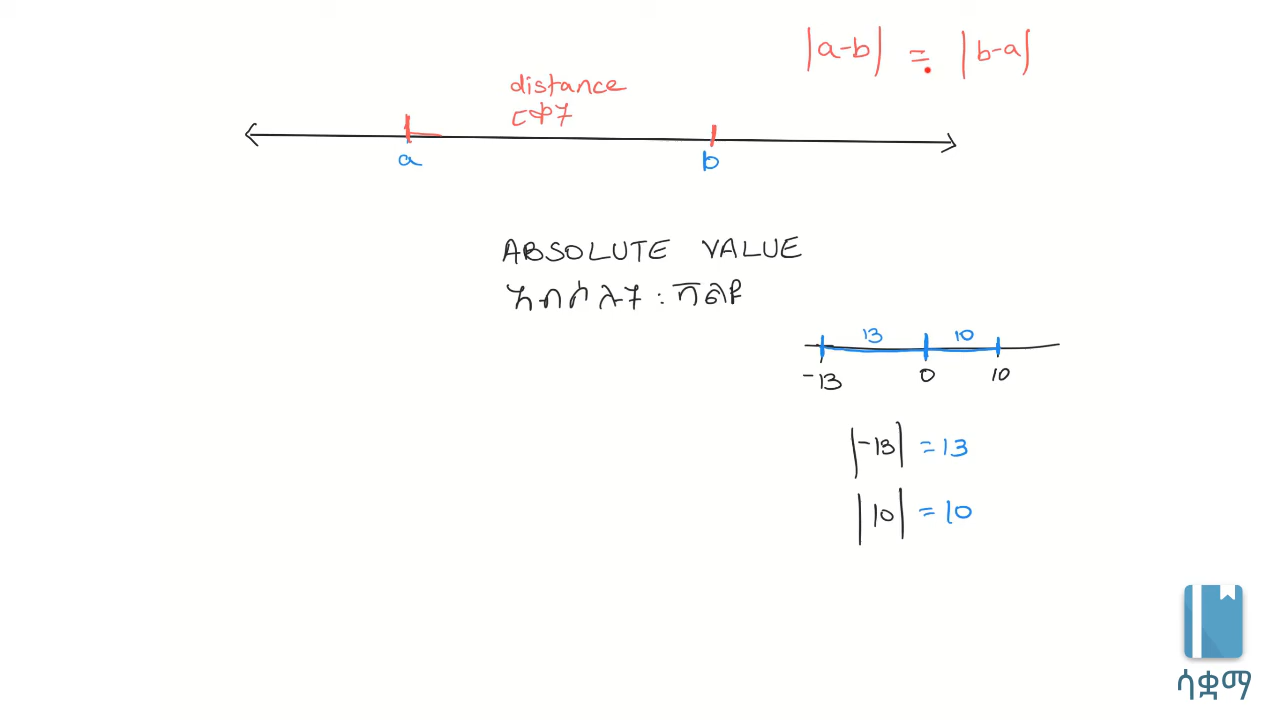 |a-b| = |b-a|
distance
ርቀት
a b
ABSOLUTE VALUE
አብሶሉት፡ቫልዩ
13 10
-13 0 10
|-13| = 13
|10| = 10
ሳቋማ